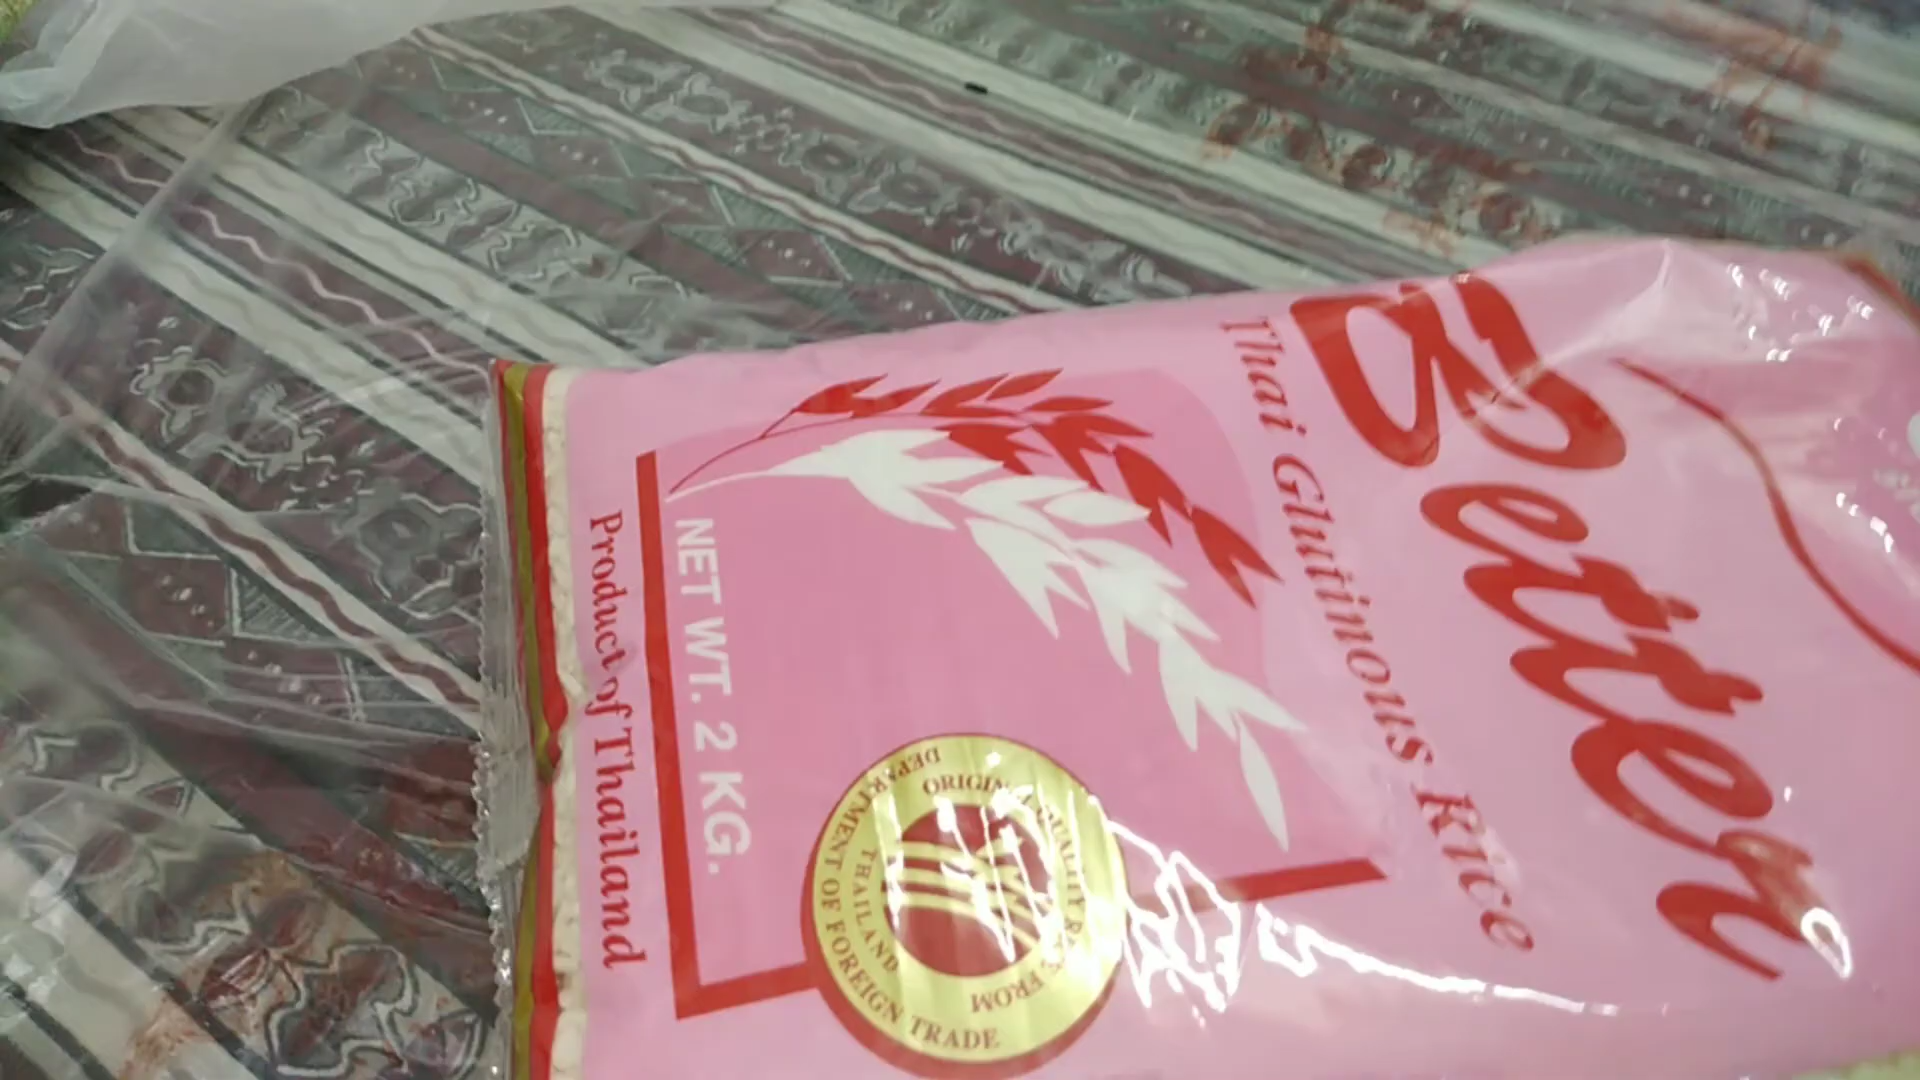 Better
Thai Glutinous Rice
NET WT. 2 KG.
Product of Thailand
ORIGINAL QUALITY RICE FROM
THAILAND
DEPARTMENT OF FOREIGN TRADE